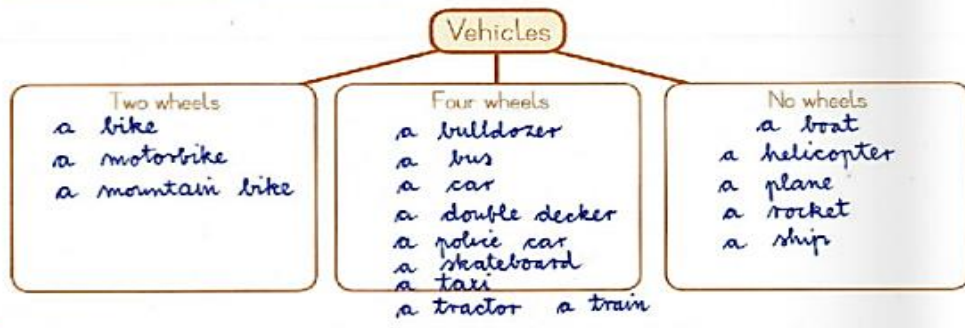 Vehicles
Two wheels
a bike
a motorbike
a mountain bike
Four wheels
a bulldozer
a bus
a car
a double decker
a police car
a skateboard
a taxi
a tractor a train
No wheels
a boat
a helicopter
a plane
a rocket
a ship